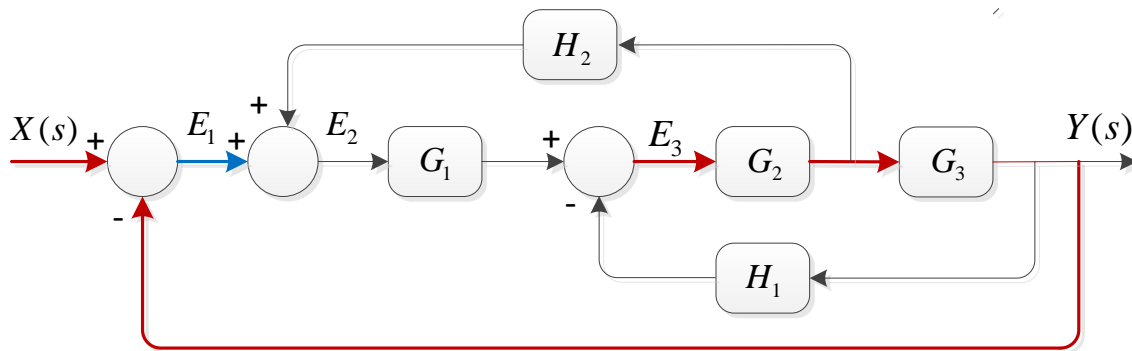 H₂
X(s) + E₁ + + E₂ G₁ + E₃ G₂ G₃ Y(s)
- -
H₁